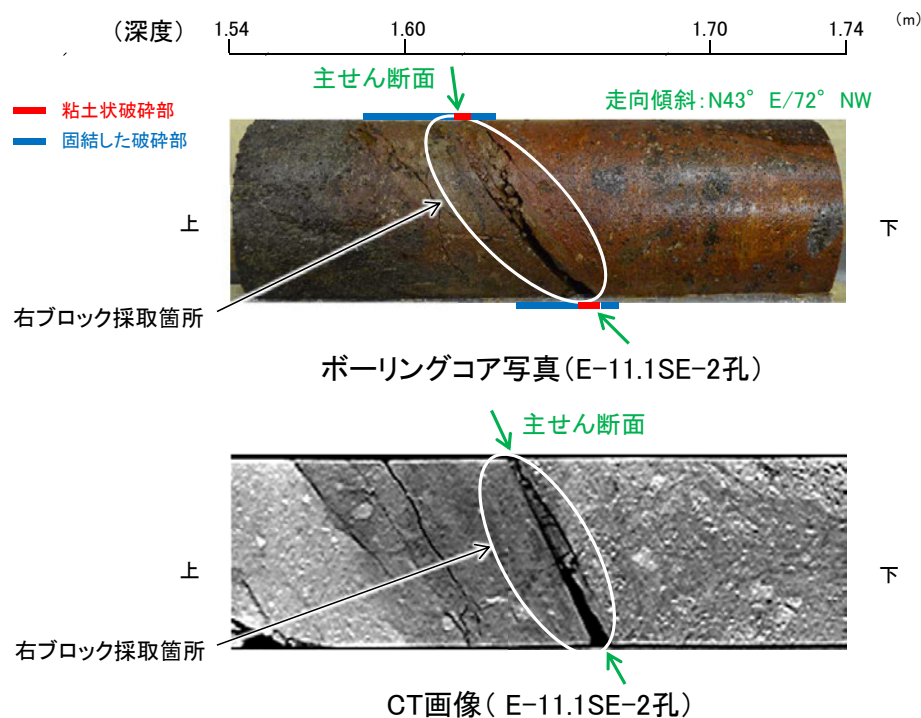 (深度)
1.54
1.60
1.70
1.74
(m)
主せん断面
走向傾斜:N43° E/72° NW
粘土状破砕部
固結した破砕部
上
下
右ブロック採取箇所
ボーリングコア写真(E-11.1SE-2孔)
主せん断面
上
下
右ブロック採取箇所
CT画像( E-11.1SE-2孔)